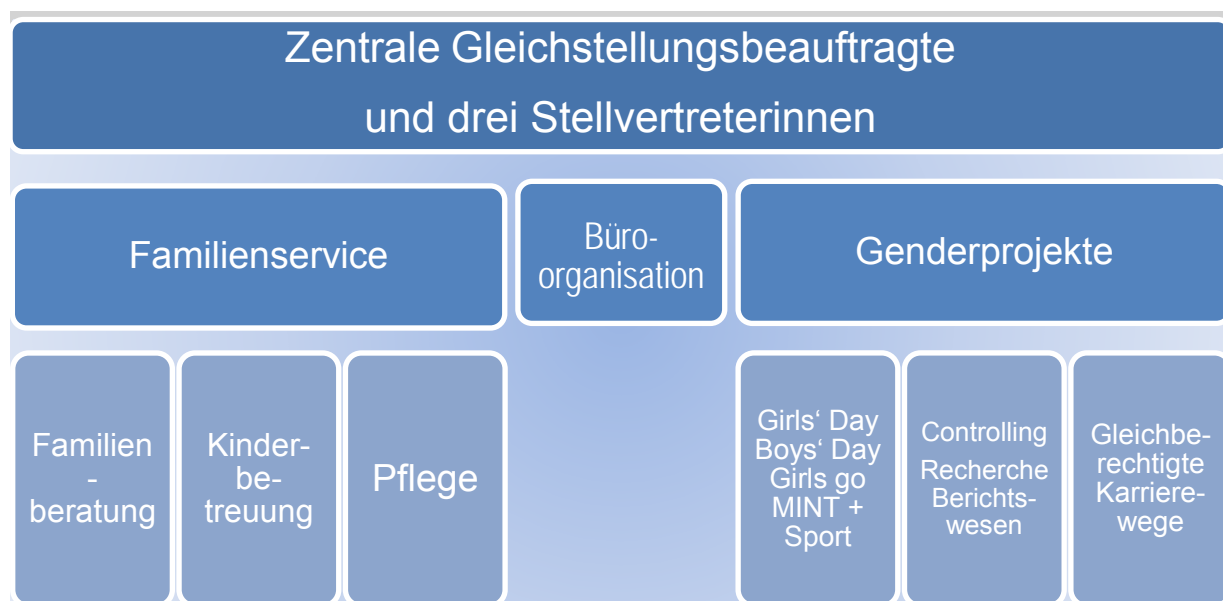 Zentrale Gleichstellungsbeauftragte
und drei Stellvertreterinnen
Familienservice
Büro-
organisation
Genderprojekte
Familien
-
beratung
Kinder-
be-
treuung
Pflege
Girls‘ Day
Boys‘ Day
Girls go
MINT +
Sport
Controlling
Recherche
Berichts-
wesen
Gleichbe-
rechtigte
Karriere-
wege